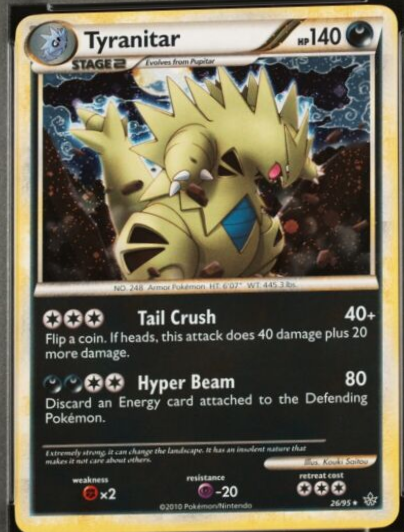 Tyranitar HP 140
STAGE 2 Evolves from Pupitar
NO. 248 Armor Pokémon HT: 6'07" WT: 445.3 lbs.
Tail Crush 40+
Flip a coin. If heads, this attack does 40 damage plus 20
more damage.
Hyper Beam 80
Discard an Energy card attached to the Defending
Pokémon.
Extremely strong, it can change the landscape. It has an insolent nature that
makes it not care about others.
Illus. Kouki Saitou
weakness resistance retreat cost
×2 -20
©2010 Pokémon/Nintendo 26/95 ★